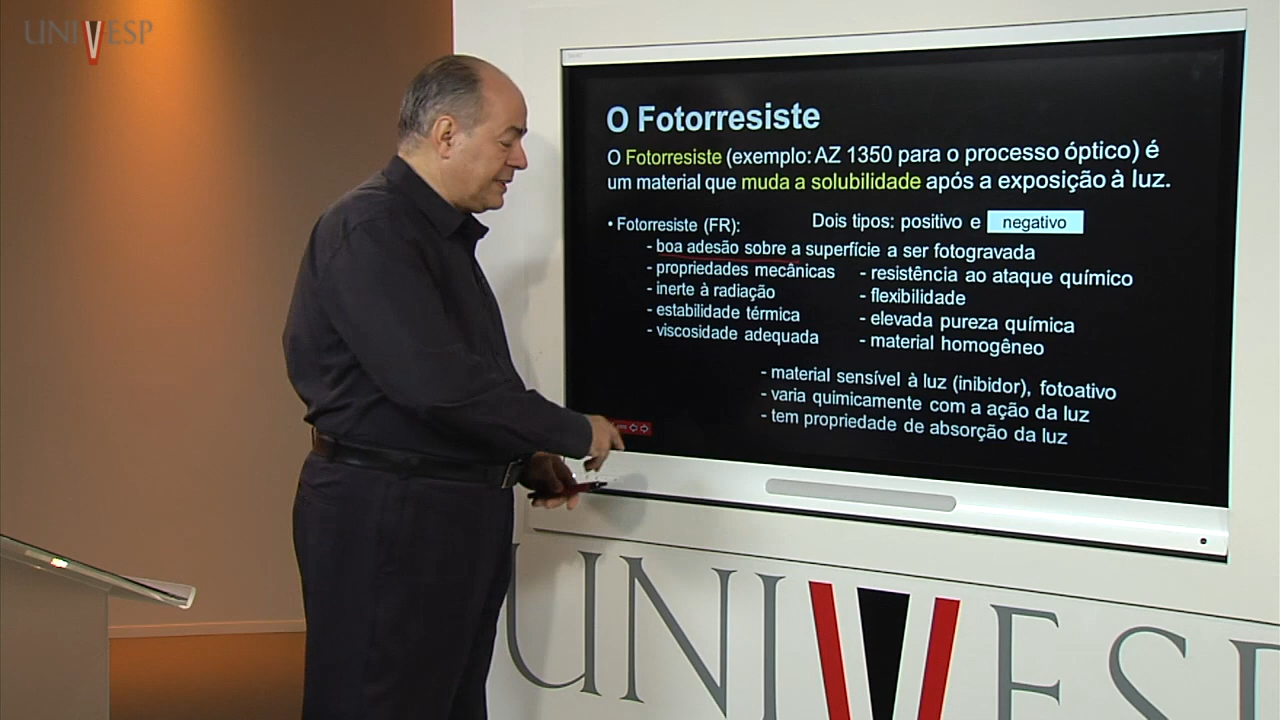 UNIVESP
O Fotorresiste
O Fotorresiste (exemplo: AZ 1350 para o processo óptico) é
um material que muda a solubilidade após a exposição à luz.
• Fotorresiste (FR):
Dois tipos: positivo e negativo
- boa adesão sobre a superfície a ser fotogravada
- propriedades mecânicas
- inerte à radiação
- estabilidade térmica
- viscosidade adequada
- resistência ao ataque químico
- flexibilidade
- elevada pureza química
- material homogêneo
- material sensível à luz (inibidor), fotoativo
- varia quimicamente com a ação da luz
- tem propriedade de absorção da luz
UNIVESP